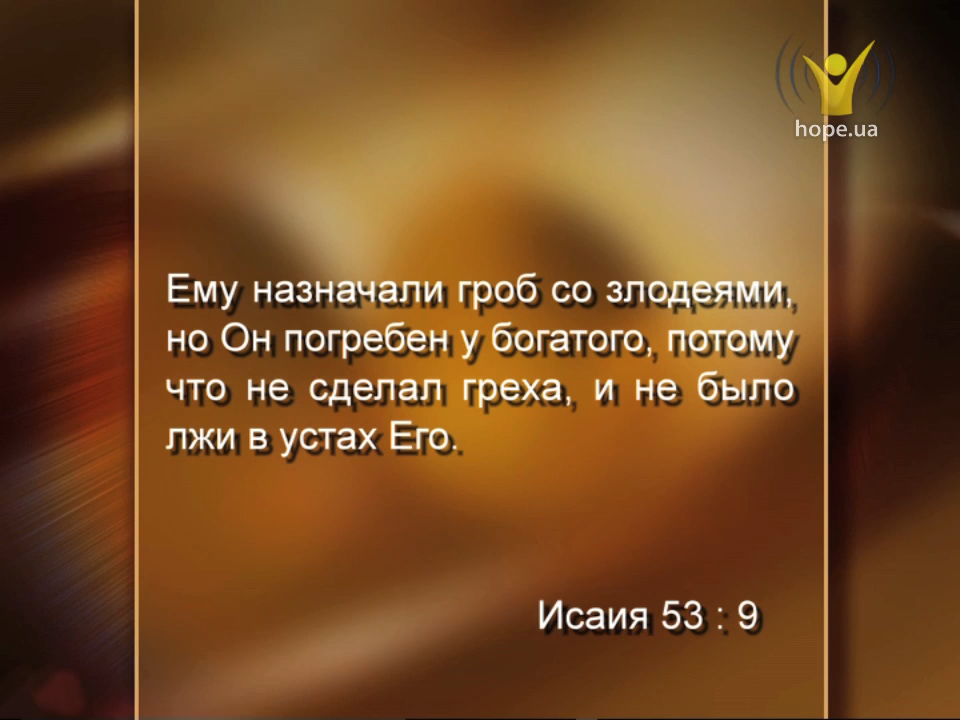 hope.ua
Ему назначали гроб со злодеями,
но Он погребен у богатого, потому
что не сделал греха, и не было
лжи в устах Его.
Исаия 53 : 9